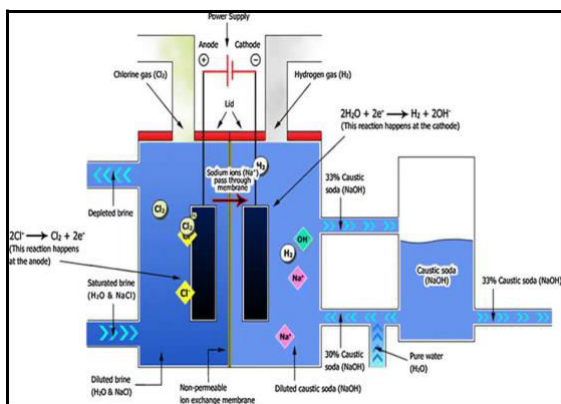 Power Supply
Anode
Cathode
+
−
Chlorine gas (Cl₂)
Hydrogen gas (H₂)
Lid
2H₂O + 2e⁻ → H₂ + 2OH⁻
(This reaction happens at the cathode)
Sodium ions (Na⁺)
pass through
membrane
H₂
33% Caustic
soda (NaOH)
Depleted brine
Cl₂
Cl₂
2Cl⁻ → Cl₂ + 2e⁻
(This reaction happens
at the anode)
Cl⁻
OH⁻
H₂
Na⁺
Caustic soda
(NaOH)
33% Caustic soda (NaOH)
Saturated brine
(H₂O & NaCl)
Cl⁻
Na⁺
30% Caustic
soda (NaOH)
Pure water
(H₂O)
Diluted brine
(H₂O & NaCl)
Non-permeable
ion exchange membrane
Diluted caustic soda (NaOH)